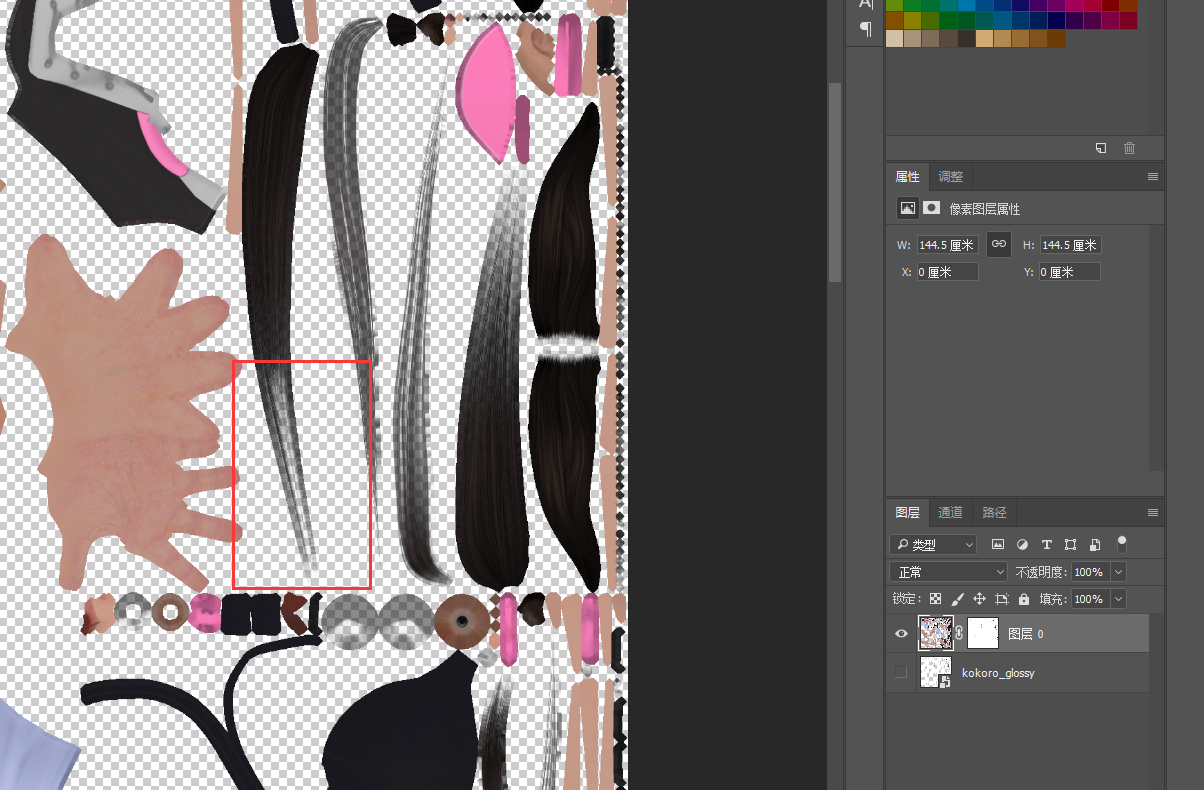 A|
¶
属性 调整
像素图层属性
W: 144.5 厘米 H: 144.5 厘米
X: 0 厘米 Y: 0 厘米
图层 通道 路径
类型 T
正常 不透明度: 100%
锁定: 填充: 100%
图层 0
kokoro_glossy